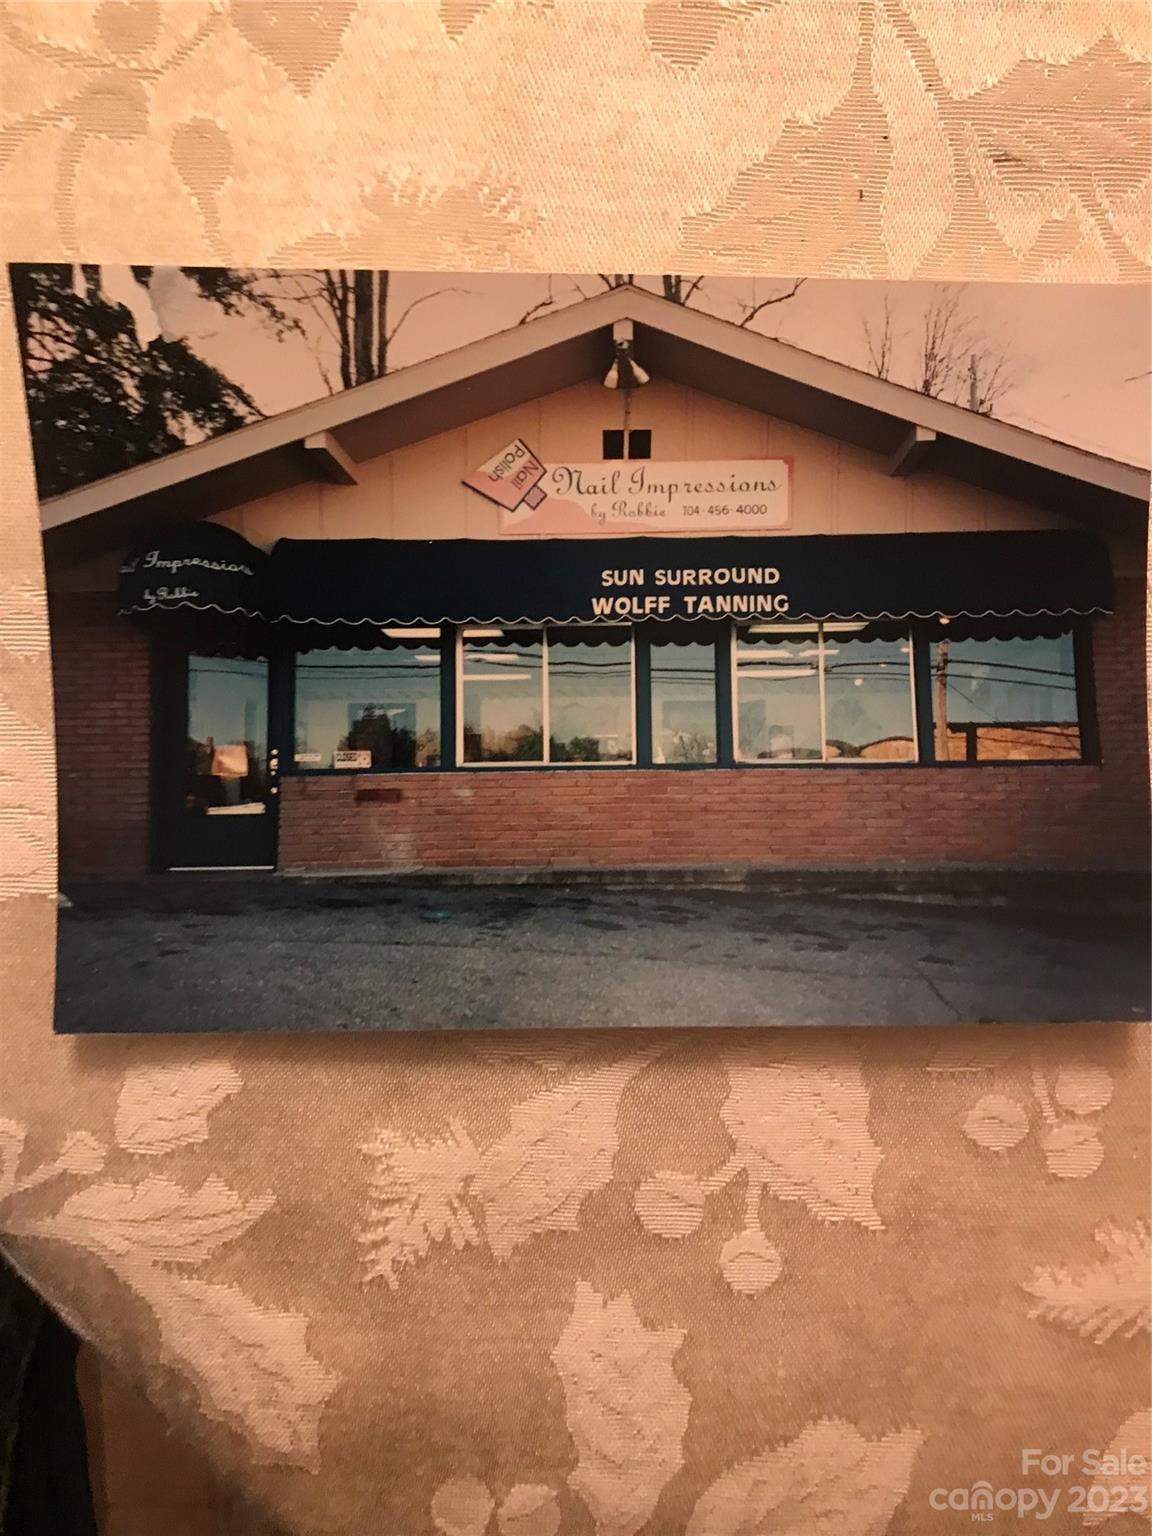 Nail
Polish
Nail Impressions
by Robbie 704-456-4000
Impressions
by Robbie
SUN SURROUND
WOLFF TANNING
CLOSED
For Sale
canopy 2023
MLS